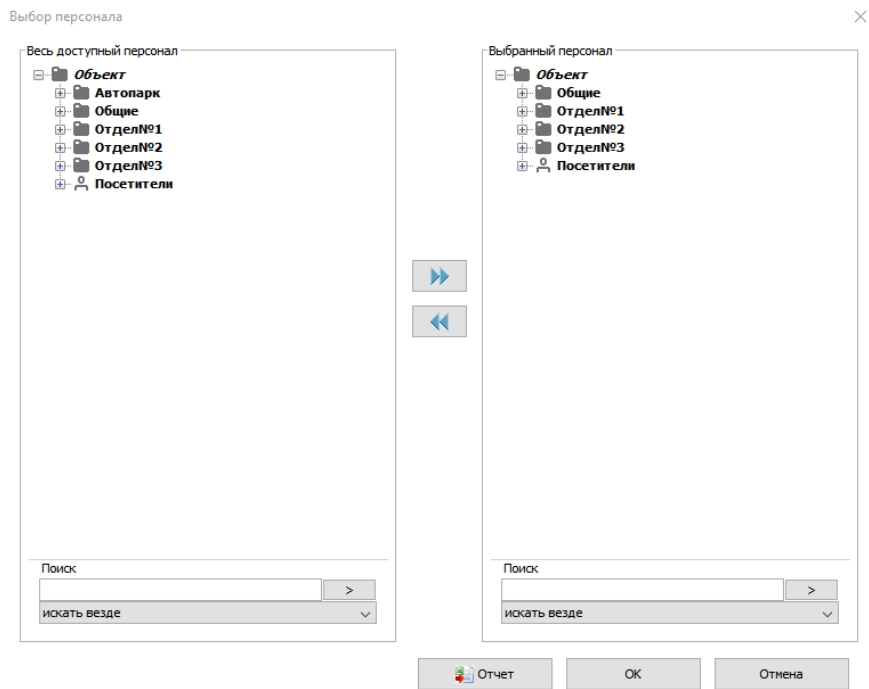 Выбор персонала
Весь доступный персонал
Объект
Автопарк
Общие
Отдел№1
Отдел№2
Отдел№3
Посетители
Поиск
>
искать везде
Выбранный персонал
Объект
Общие
Отдел№1
Отдел№2
Отдел№3
Посетители
Поиск
>
искать везде
Отчет
OK
Отмена